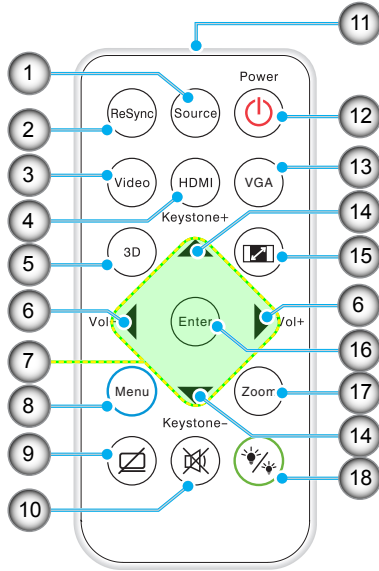 11
Power
1
ReSync
Source
2
12
3
13
Video
HDMI
VGA
4
Keystone+
14
5
3D
15
6
6
Vol
Enter
Vol+
7
16
8
Menu
Zoom
17
Keystone-
14
9
10
18